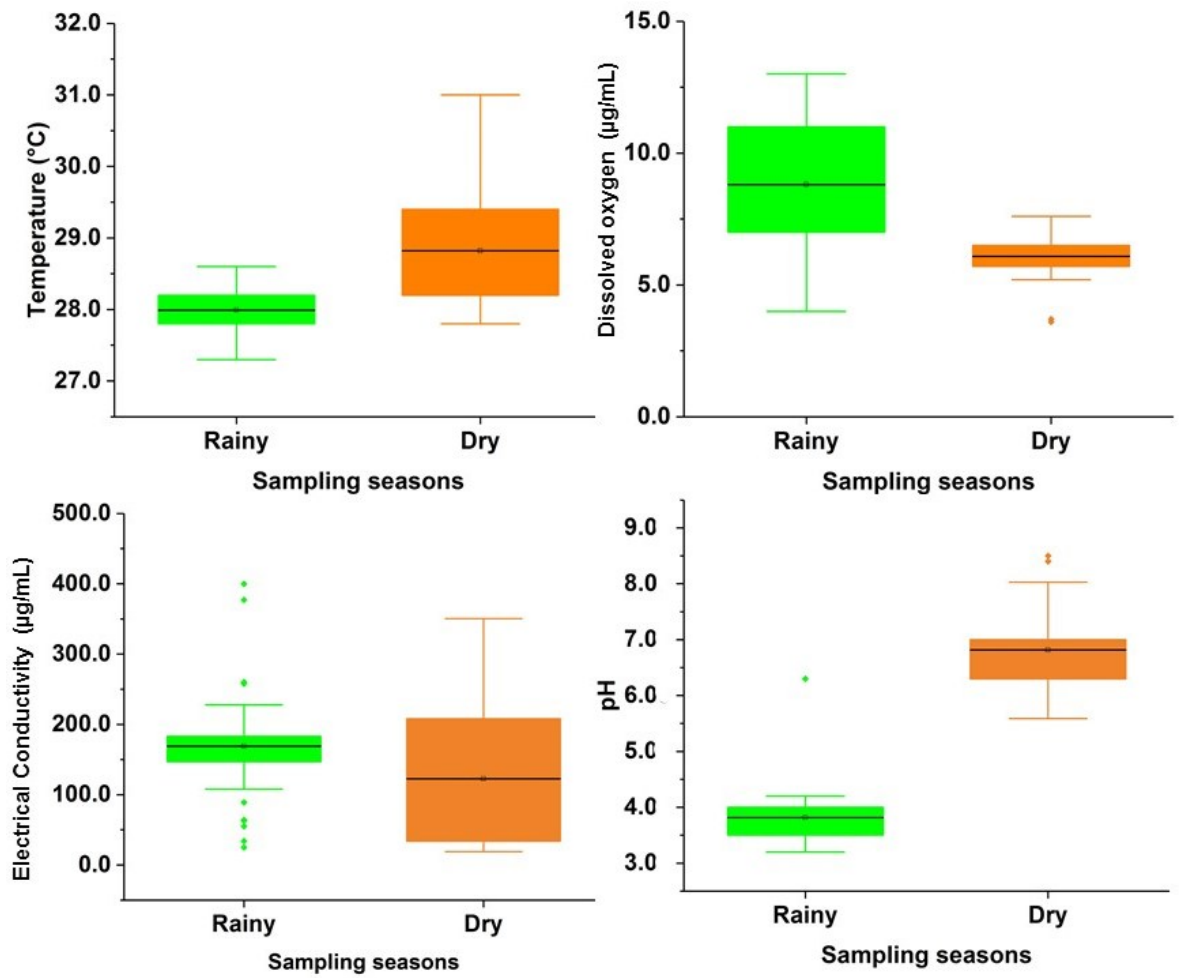 Temperature (°C)
32.0
31.0
30.0
29.0
28.0
27.0
Rainy Dry
Sampling seasons
Dissolved oxygen (µg/mL)
15.0
10.0
5.0
0.0
Rainy Dry
Sampling seasons
Electrical Conductivity (µg/mL)
500.0
400.0
300.0
200.0
100.0
0.0
Rainy Dry
Sampling seasons
pH
9.0
8.0
7.0
6.0
5.0
4.0
3.0
Rainy Dry
Sampling seasons